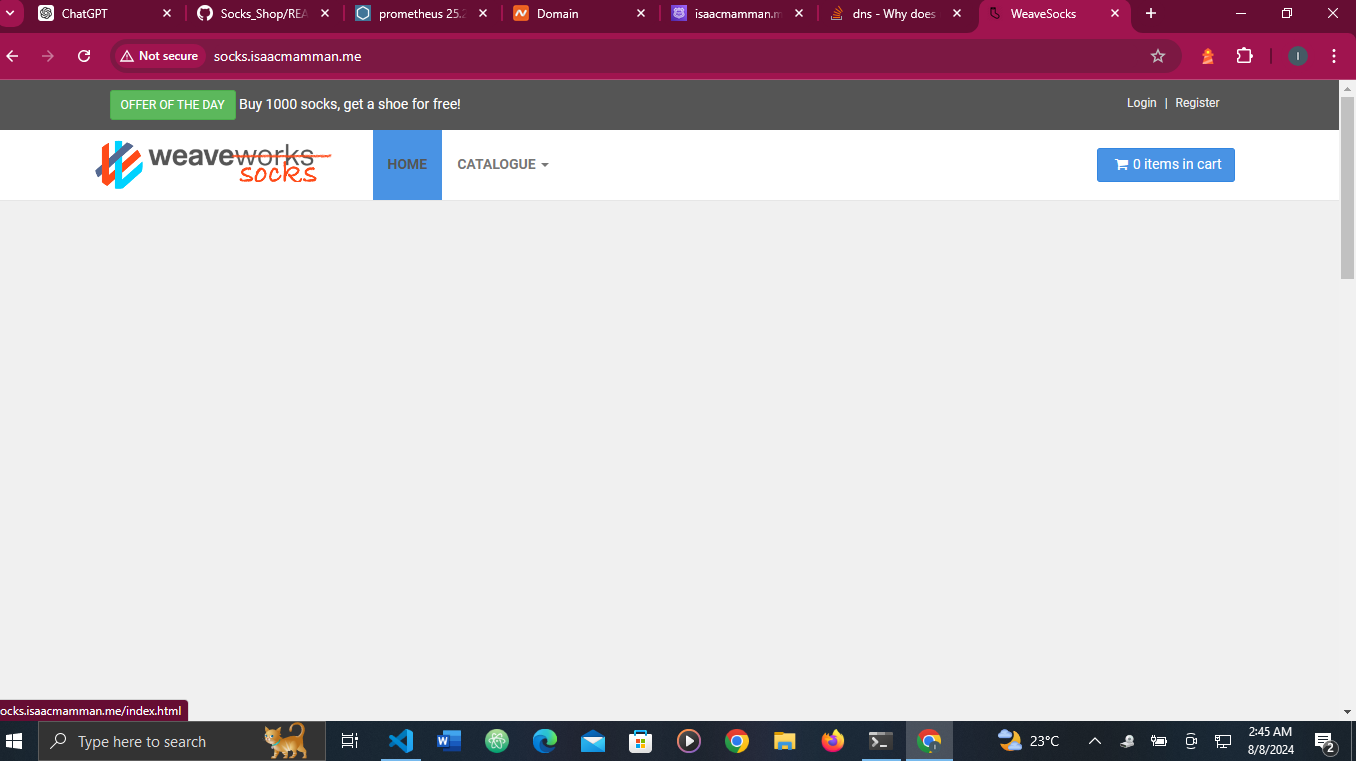 ChatGPT
Socks_Shop/REA
prometheus 25.2
Domain
isaacmamman.m
dns - Why does
WeaveSocks
Not secure
socks.isaacmamman.me
I
OFFER OF THE DAY Buy 1000 socks, get a shoe for free!
Login | Register
weaveworks
socks
HOME
CATALOGUE
0 items in cart
ocks.isaacmamman.me/index.html
Type here to search
23°C
2:45 AM
8/8/2024
2